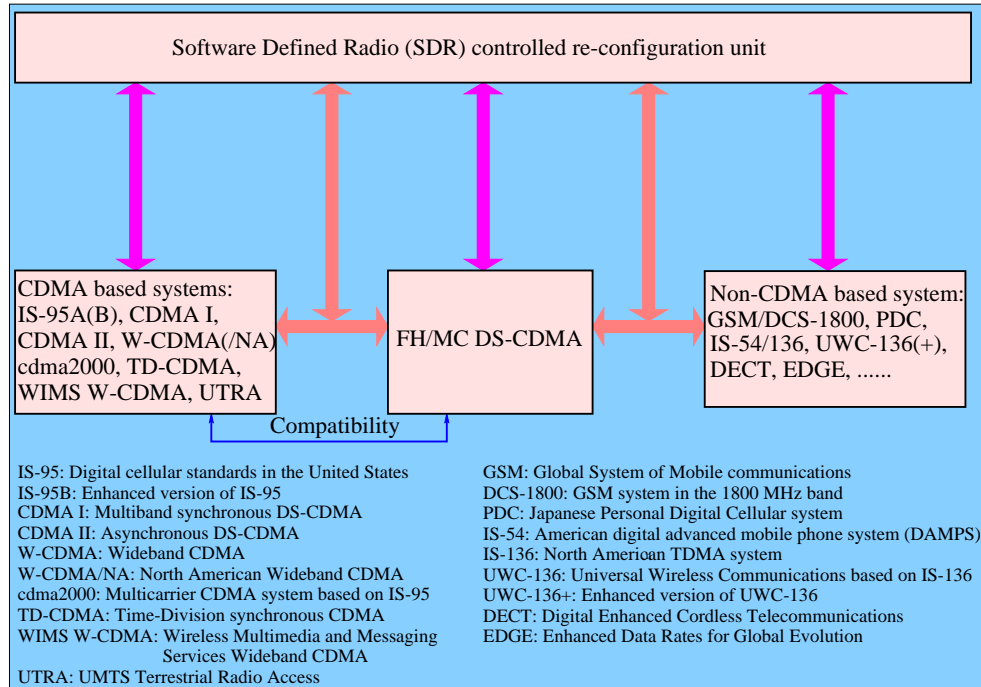 Software Defined Radio (SDR) controlled re-configuration unit
CDMA based systems:
IS-95A(B), CDMA I,
CDMA II, W-CDMA(/NA)
cdma2000, TD-CDMA,
WIMS W-CDMA, UTRA
FH/MC DS-CDMA
Non-CDMA based system:
GSM/DCS-1800, PDC,
IS-54/136, UWC-136(+),
DECT, EDGE, ......
Compatibility
IS-95: Digital cellular standards in the United States
IS-95B: Enhanced version of IS-95
CDMA I: Multiband synchronous DS-CDMA
CDMA II: Asynchronous DS-CDMA
W-CDMA: Wideband CDMA
W-CDMA/NA: North American Wideband CDMA
cdma2000: Multicarrier CDMA system based on IS-95
TD-CDMA: Time-Division synchronous CDMA
WIMS W-CDMA: Wireless Multimedia and Messaging
Services Wideband CDMA
UTRA: UMTS Terrestrial Radio Access
GSM: Global System of Mobile communications
DCS-1800: GSM system in the 1800 MHz band
PDC: Japanese Personal Digital Cellular system
IS-54: American digital advanced mobile phone system (DAMPS)
IS-136: North American TDMA system
UWC-136: Universal Wireless Communications based on IS-136
UWC-136+: Enhanced version of UWC-136
DECT: Digital Enhanced Cordless Telecommunications
EDGE: Enhanced Data Rates for Global Evolution